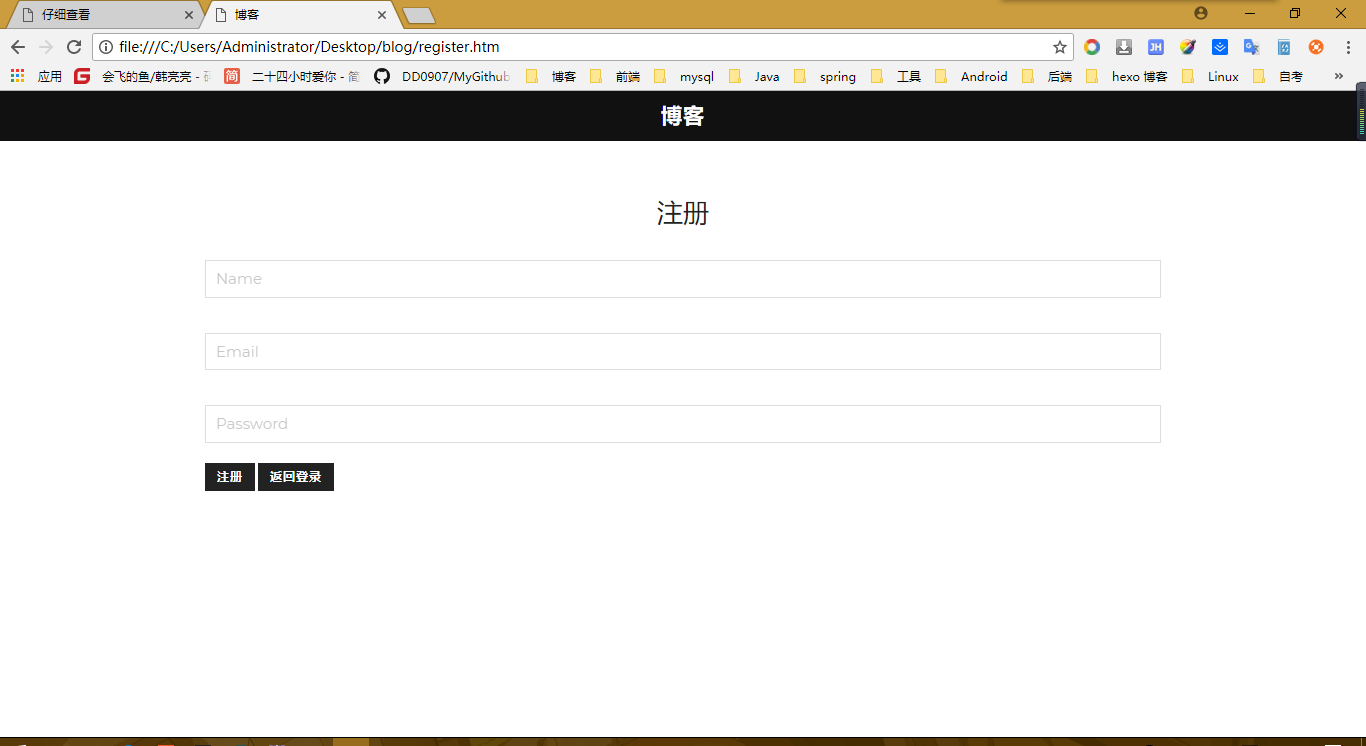 仔细查看
博客
file:///C:/Users/Administrator/Desktop/blog/register.htm
JH
应用 G 会飞的鱼/韩亮亮 - 简 二十四小时爱你 - 简 DD0907/MyGithub 博客 前端 mysql Java spring 工具 Android 后端 hexo 博客 Linux 自考 »
博客
注册
Name
Email
Password
注册 返回登录